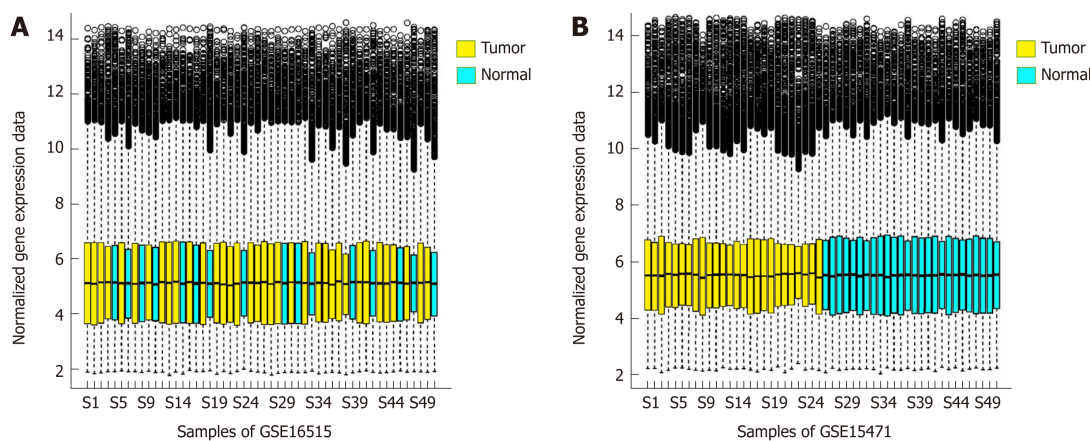 A
14
12
10
8
6
4
2
Normalized gene expression data
S1 S5 S9 S14 S19 S24 S29 S34 S39 S44 S49
Samples of GSE16515
Tumor
Normal
B
14
12
10
8
6
4
2
Normalized gene expression data
S1 S5 S9 S14 S19 S24 S29 S34 S39 S49
Samples of GSE15471
Tumor
Normal